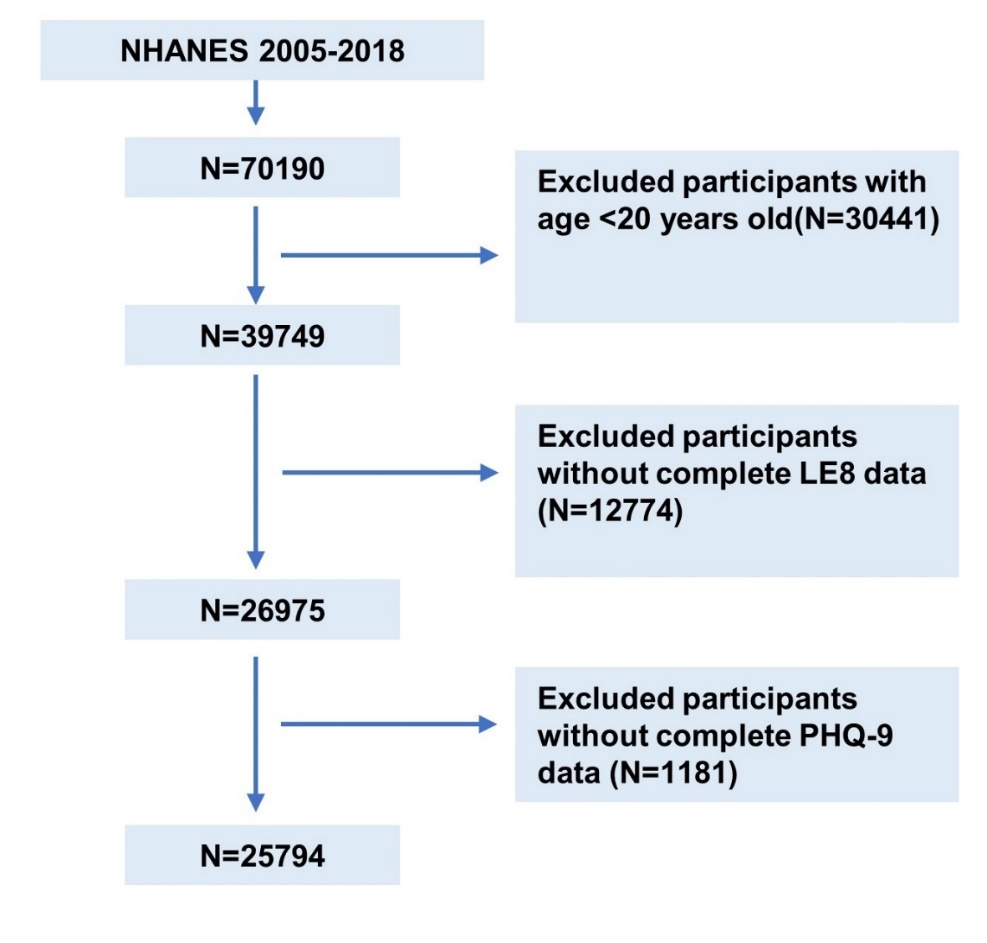 NHANES 2005-2018
N=70190
Excluded participants with
age <20 years old(N=30441)
N=39749
Excluded participants
without complete LE8 data
(N=12774)
N=26975
Excluded participants
without complete PHQ-9
data (N=1181)
N=25794